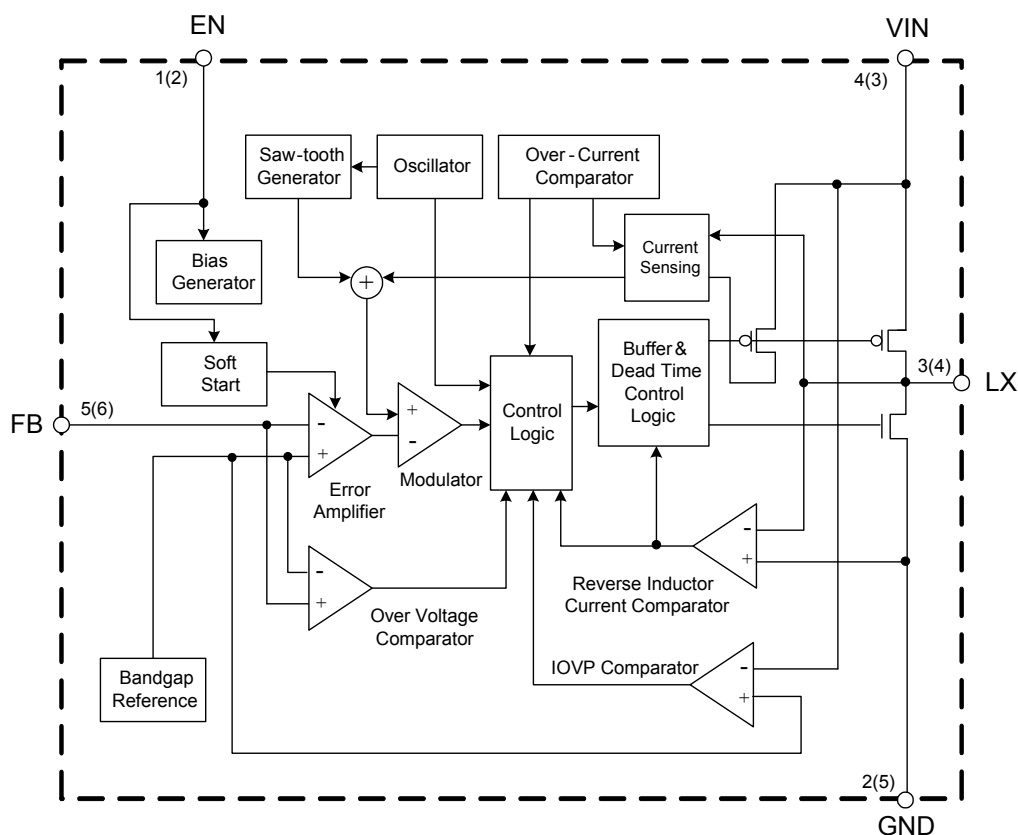 EN
VIN
1(2)
4(3)
Saw-tooth
Generator
Oscillator
Over-Current
Comparator
Bias
Generator
+
Current
Sensing
Soft
Start
Buffer &
Dead Time
Control
Logic
3(4)
LX
FB
5(6)
-
+
+
-
Control
Logic
Error
Amplifier
Modulator
-
+
Reverse Inductor
Current Comparator
-
+
Over Voltage
Comparator
Bandgap
Reference
IOVP Comparator
-
+
2(5)
GND